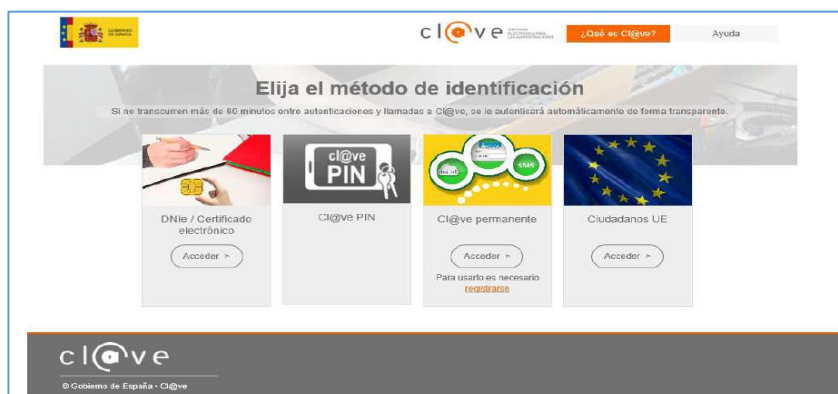 GOBIERNO
DE ESPAÑA
cl@ve
¿Qué es Cl@ve?
Ayuda
Elija el método de identificación
Si no transcurren más de 60 minutos entre autenticaciones y llamadas a Cl@ve, se le autenticará automáticamente de forma transparente.
cl@ve
PIN
DNIe / Certificado
electrónico
Acceder >
Cl@ve PIN
Cl@ve permanente
Acceder >
Para usarlo es necesario
registrarse
Ciudadanos UE
Acceder >
cl@ve
© Gobierno de España - Cl@ve